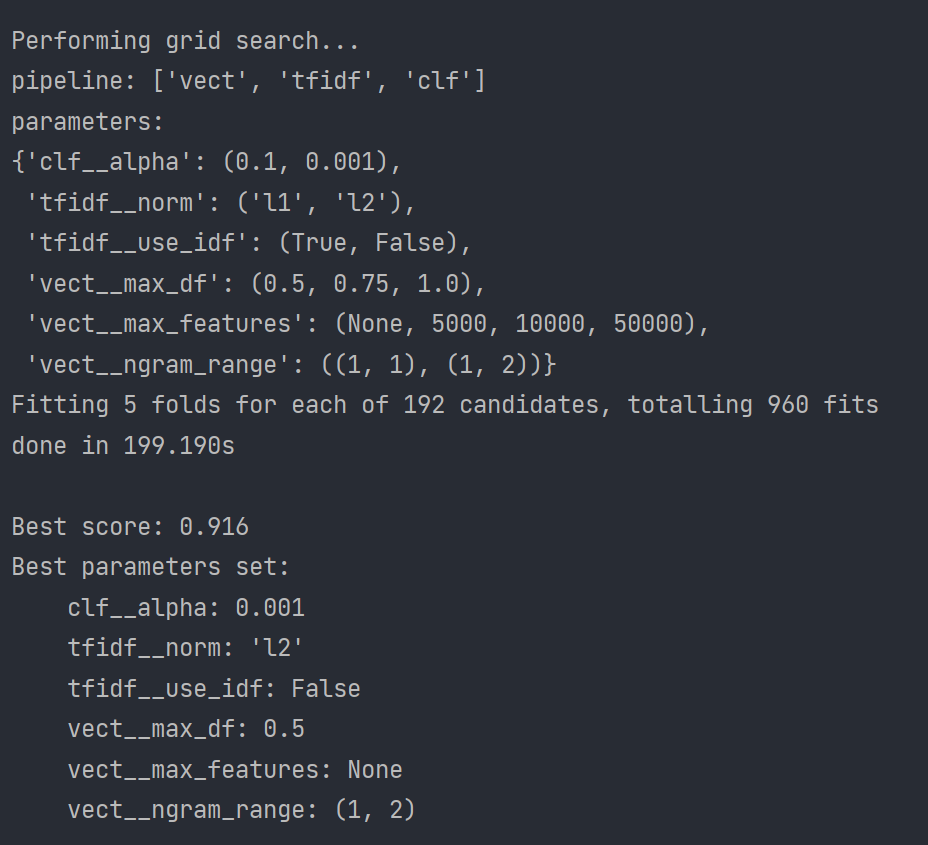 Performing grid search...
pipeline: ['vect', 'tfidf', 'clf']
parameters:
{'clf__alpha': (0.1, 0.001),
 'tfidf__norm': ('l1', 'l2'),
 'tfidf__use_idf': (True, False),
 'vect__max_df': (0.5, 0.75, 1.0),
 'vect__max_features': (None, 5000, 10000, 50000),
 'vect__ngram_range': ((1, 1), (1, 2))}
Fitting 5 folds for each of 192 candidates, totalling 960 fits
done in 199.190s

Best score: 0.916
Best parameters set:
    clf__alpha: 0.001
    tfidf__norm: 'l2'
    tfidf__use_idf: False
    vect__max_df: 0.5
    vect__max_features: None
    vect__ngram_range: (1, 2)